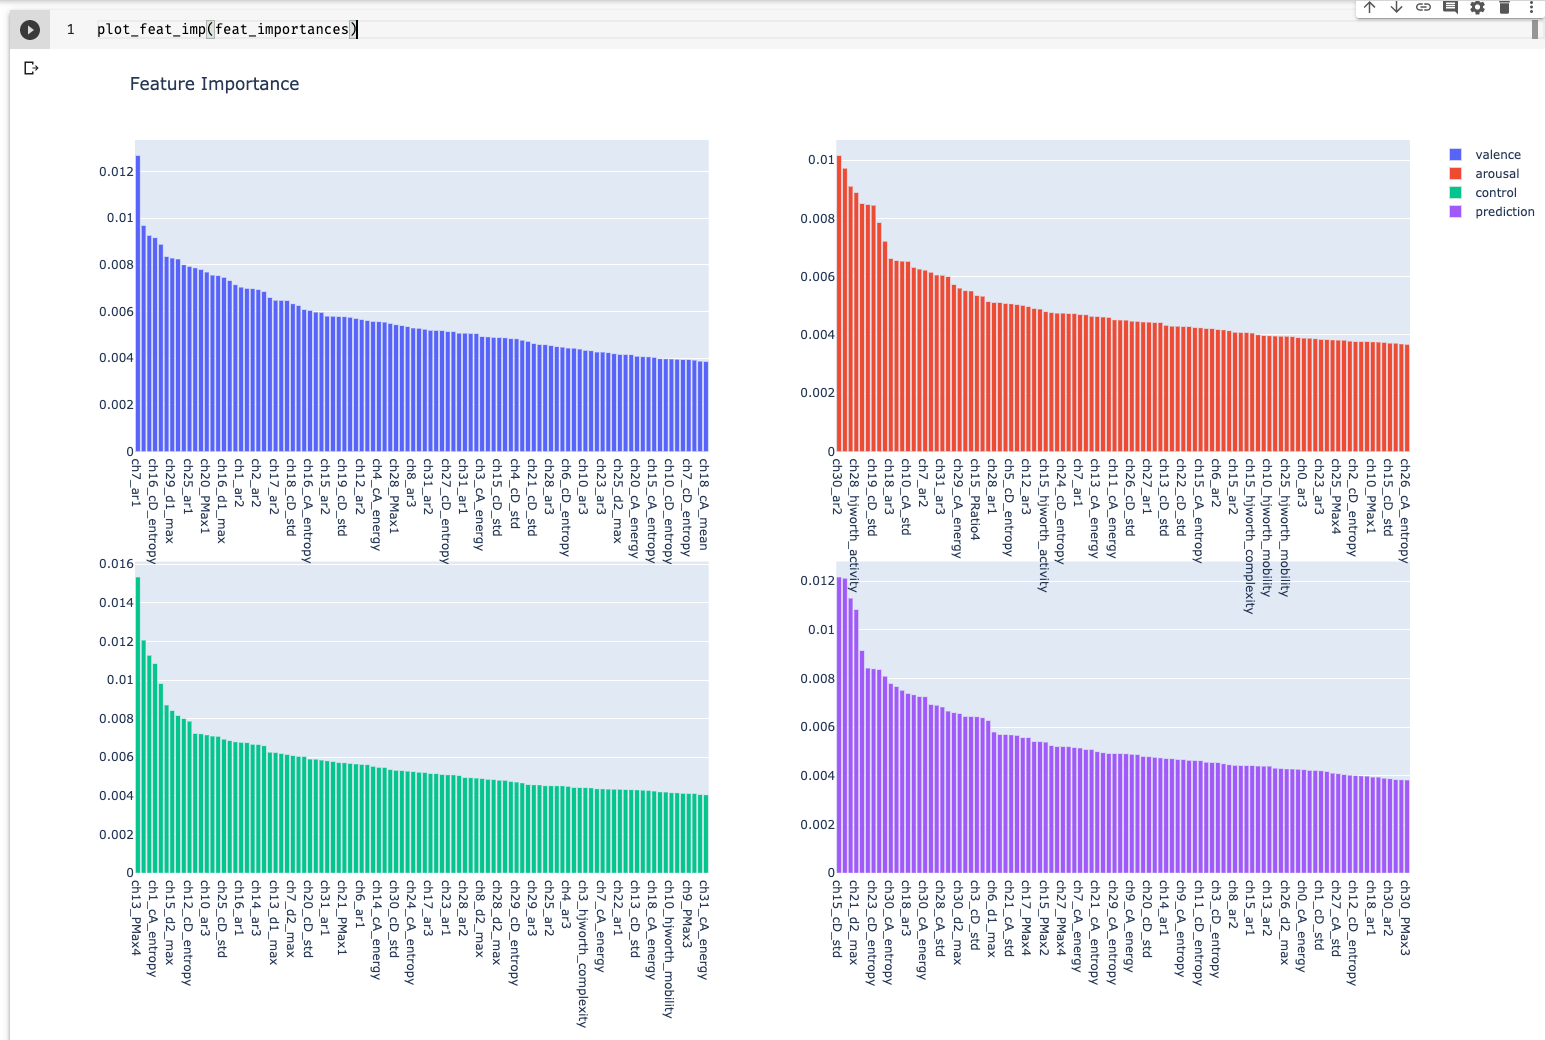 1 plot_feat_imp(feat_importances)
Feature Importance
valence
arousal
control
prediction
0.012
0.01
0.008
0.006
0.004
0.002
0
ch7_ar1
ch16_cD_entropy
ch29_d1_max
ch25_ar1
ch20_PMax1
ch16_d1_max
ch1_ar2
ch2_ar2
ch17_ar2
ch18_cD_std
ch16_cA_entropy
ch15_ar2
ch19_cD_std
ch12_ar2
ch4_cA_energy
ch28_PMax1
ch8_ar3
ch31_ar2
ch27_cD_entropy
ch31_ar1
ch3_cA_energy
ch15_cD_std
ch4_cD_std
ch21_cD_std
ch28_ar3
ch6_cD_entropy
ch10_ar3
ch23_ar3
ch25_d2_max
ch20_cA_energy
ch15_cA_entropy
ch10_cD_entropy
ch7_cD_entropy
ch18_cA_mean
0.01
0.008
0.006
0.004
0.002
0
ch30_ar2
ch28_hjworth_activity
ch19_cD_std
ch18_ar3
ch10_cA_std
ch7_ar2
ch31_ar3
ch29_cA_energy
ch15_PRatio4
ch28_ar1
ch5_cD_entropy
ch12_ar3
ch15_hjworth_activity
ch24_cD_entropy
ch7_ar1
ch13_cA_energy
ch11_cA_energy
ch26_cD_std
ch27_ar1
ch13_cD_std
ch22_cD_std
ch15_cA_entropy
ch6_ar2
ch15_ar2
ch15_hjworth_complexity
ch10_hjworth_mobility
ch25_hjworth_mobility
ch0_ar3
ch23_ar3
ch25_PMax4
ch2_cD_entropy
ch10_PMax1
ch15_cD_std
ch26_cA_entropy
0.016
0.014
0.012
0.01
0.008
0.006
0.004
0.002
0
ch13_PMax4
ch1_cA_entropy
ch15_d2_max
ch12_cD_entropy
ch10_ar3
ch25_cD_std
ch16_ar1
ch14_ar3
ch13_d1_max
ch7_d2_max
ch20_cD_std
ch31_ar1
ch21_PMax1
ch6_ar1
ch14_cA_energy
ch30_cD_std
ch24_cA_entropy
ch17_ar3
ch23_ar1
ch28_ar2
ch8_d2_max
ch28_d2_max
ch29_cD_entropy
ch29_ar3
ch25_ar2
ch4_ar3
ch3_hjworth_complexity
ch7_cA_energy
ch22_ar1
ch13_cD_std
ch18_cA_energy
ch10_hjworth_mobility
ch9_PMax3
ch31_cA_energy
0.012
0.01
0.008
0.006
0.004
0.002
0
ch15_cD_std
ch21_d2_max
ch23_cD_entropy
ch30_cA_entropy
ch18_ar3
ch30_cA_energy
ch28_cA_std
ch30_d2_max
ch3_cD_std
ch6_d1_max
ch21_cA_std
ch17_PMax4
ch15_PMax2
ch27_PMax4
ch7_cA_energy
ch21_cA_entropy
ch29_cA_entropy
ch9_cA_energy
ch20_cD_std
ch14_ar1
ch9_cA_entropy
ch11_cD_entropy
ch3_cD_entropy
ch8_ar2
ch15_ar1
ch13_ar2
ch26_d2_max
ch0_cA_energy
ch1_cD_std
ch27_cA_std
ch12_cD_entropy
ch18_ar1
ch30_ar2
ch30_PMax3